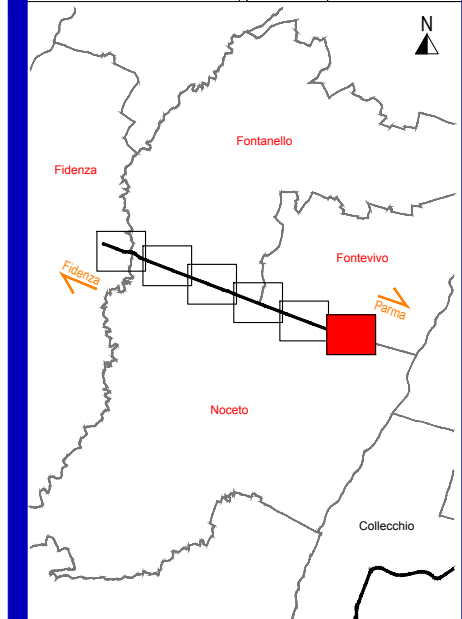 N
Fontanello
Fidenza
Fontevivo
Fidenza
Parma
Noceto
Collecchio